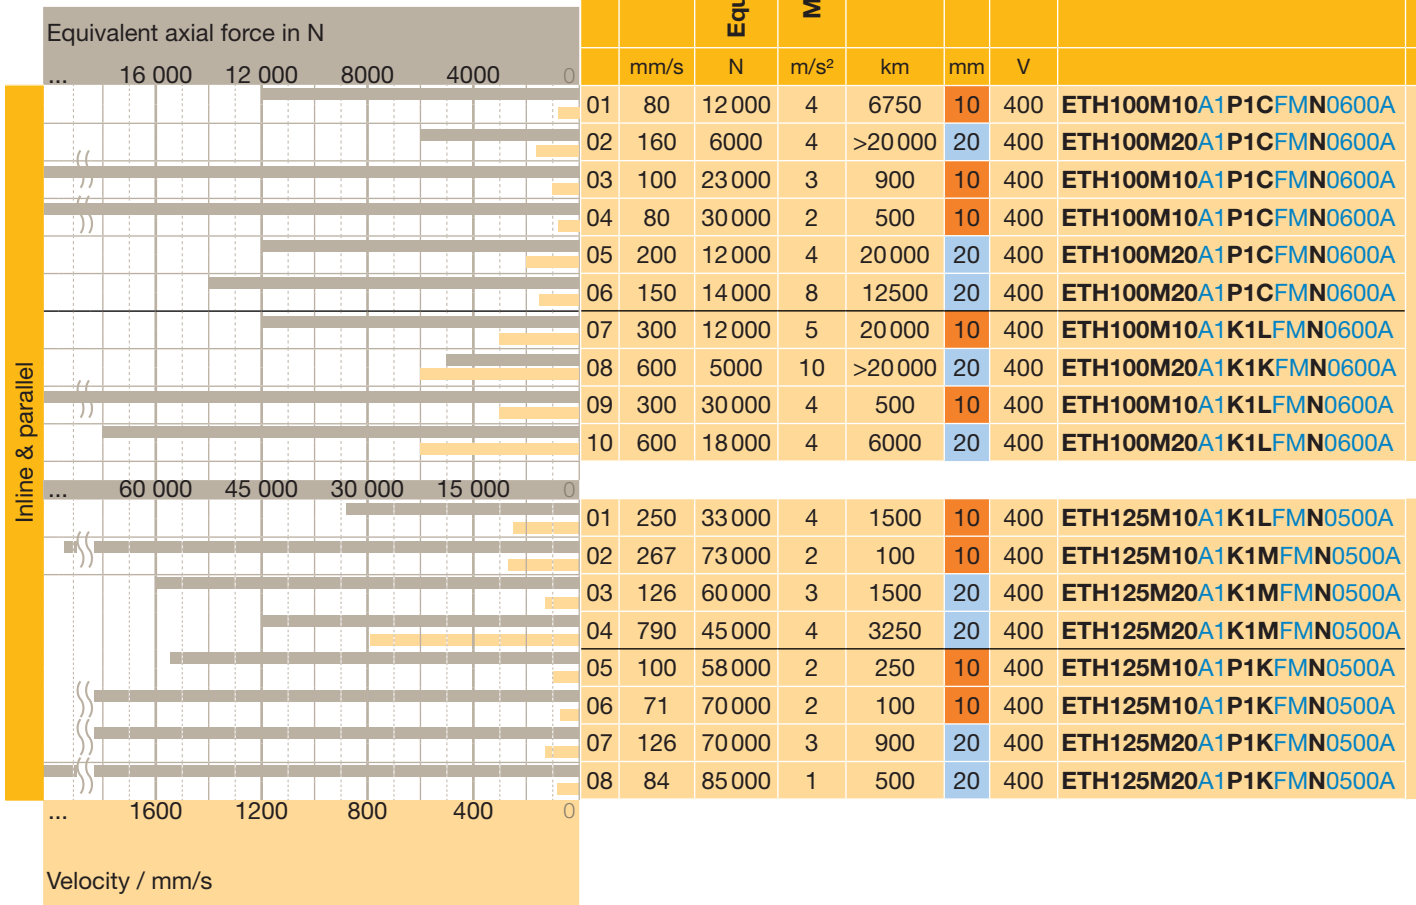 Equivalent axial force in N
... 16 000 12 000 8000 4000 0
Equ
M
mm/s N m/s² km mm V
01 80 12 000 4 6750 10 400 ETH100M10A1P1CFMN0600A
02 160 6000 4 >20 000 20 400 ETH100M20A1P1CFMN0600A
03 100 23 000 3 900 10 400 ETH100M10A1P1CFMN0600A
04 80 30 000 2 500 10 400 ETH100M10A1P1CFMN0600A
05 200 12 000 4 20 000 20 400 ETH100M20A1P1CFMN0600A
06 150 14 000 8 12500 20 400 ETH100M20A1P1CFMN0600A
07 300 12 000 5 20 000 10 400 ETH100M10A1K1LFMN0600A
08 600 5000 10 >20 000 20 400 ETH100M20A1K1KFMN0600A
09 300 30 000 4 500 10 400 ETH100M10A1K1LFMN0600A
10 600 18 000 4 6000 20 400 ETH100M20A1K1LFMN0600A
Inline & parallel
... 60 000 45 000 30 000 15 000 0
01 250 33 000 4 1500 10 400 ETH125M10A1K1LFMN0500A
02 267 73 000 2 100 10 400 ETH125M10A1K1MFMN0500A
03 126 60 000 3 1500 20 400 ETH125M20A1K1MFMN0500A
04 790 45 000 4 3250 20 400 ETH125M20A1K1MFMN0500A
05 100 58 000 2 250 10 400 ETH125M10A1P1KFMN0500A
06 71 70 000 2 100 10 400 ETH125M10A1P1KFMN0500A
07 126 70 000 3 900 20 400 ETH125M20A1P1KFMN0500A
08 84 85 000 1 500 20 400 ETH125M20A1P1KFMN0500A
... 1600 1200 800 400 0
Velocity / mm/s